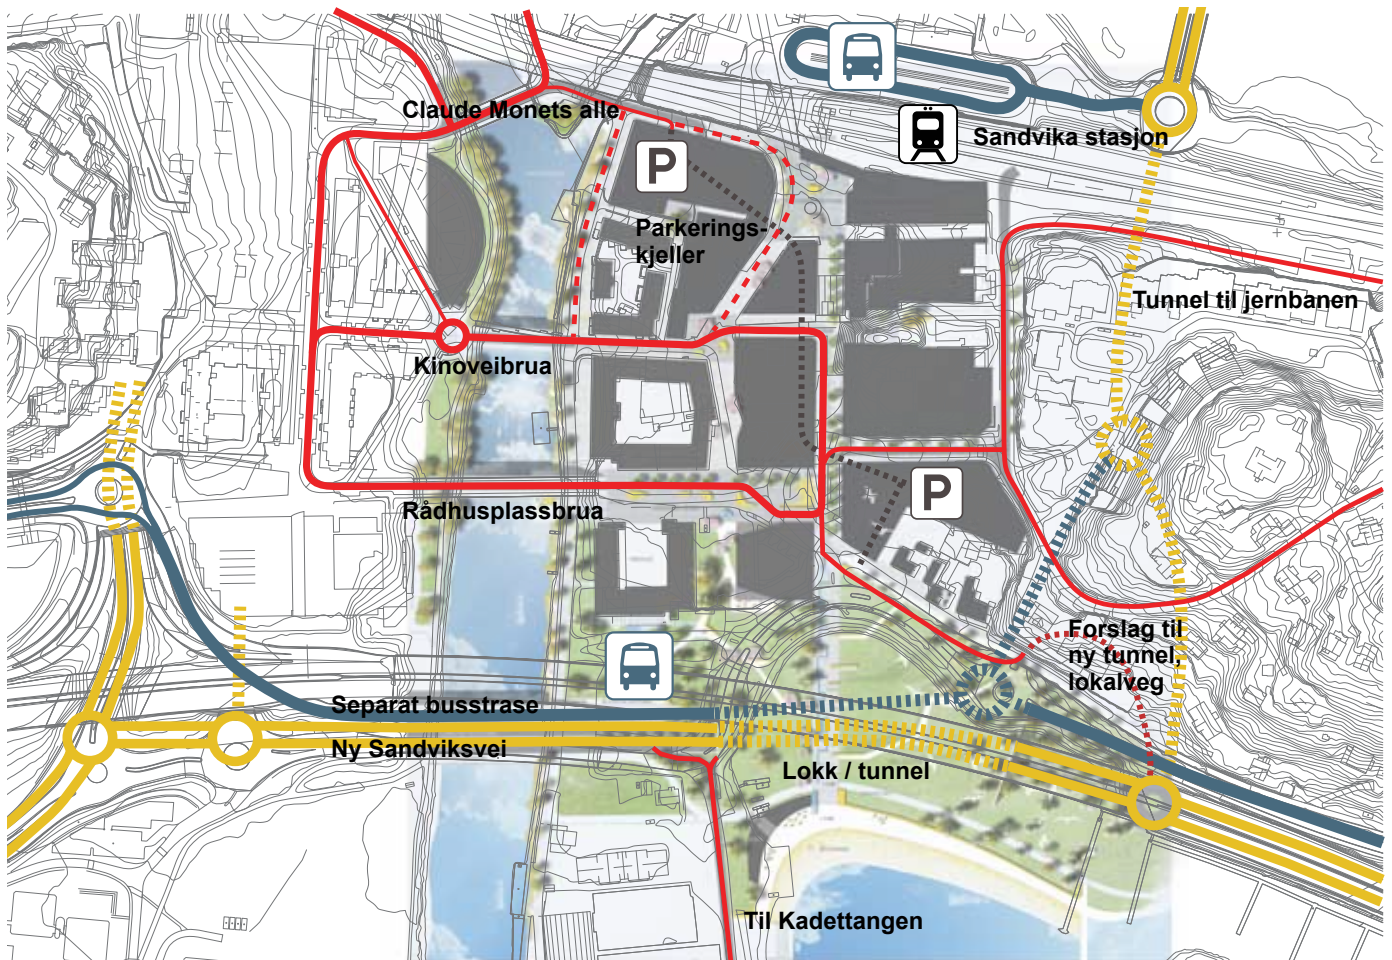 Claude Monets alle
Sandvika stasjon
P
Parkerings-
kjeller
Tunnel til jernbanen
Kinoveibrua
P
Rådhusplassbrua
Forslag til
ny tunnel,
lokalveg
Separat busstrase
Ny Sandviksvei
Lokk / tunnel
Til Kadettangen